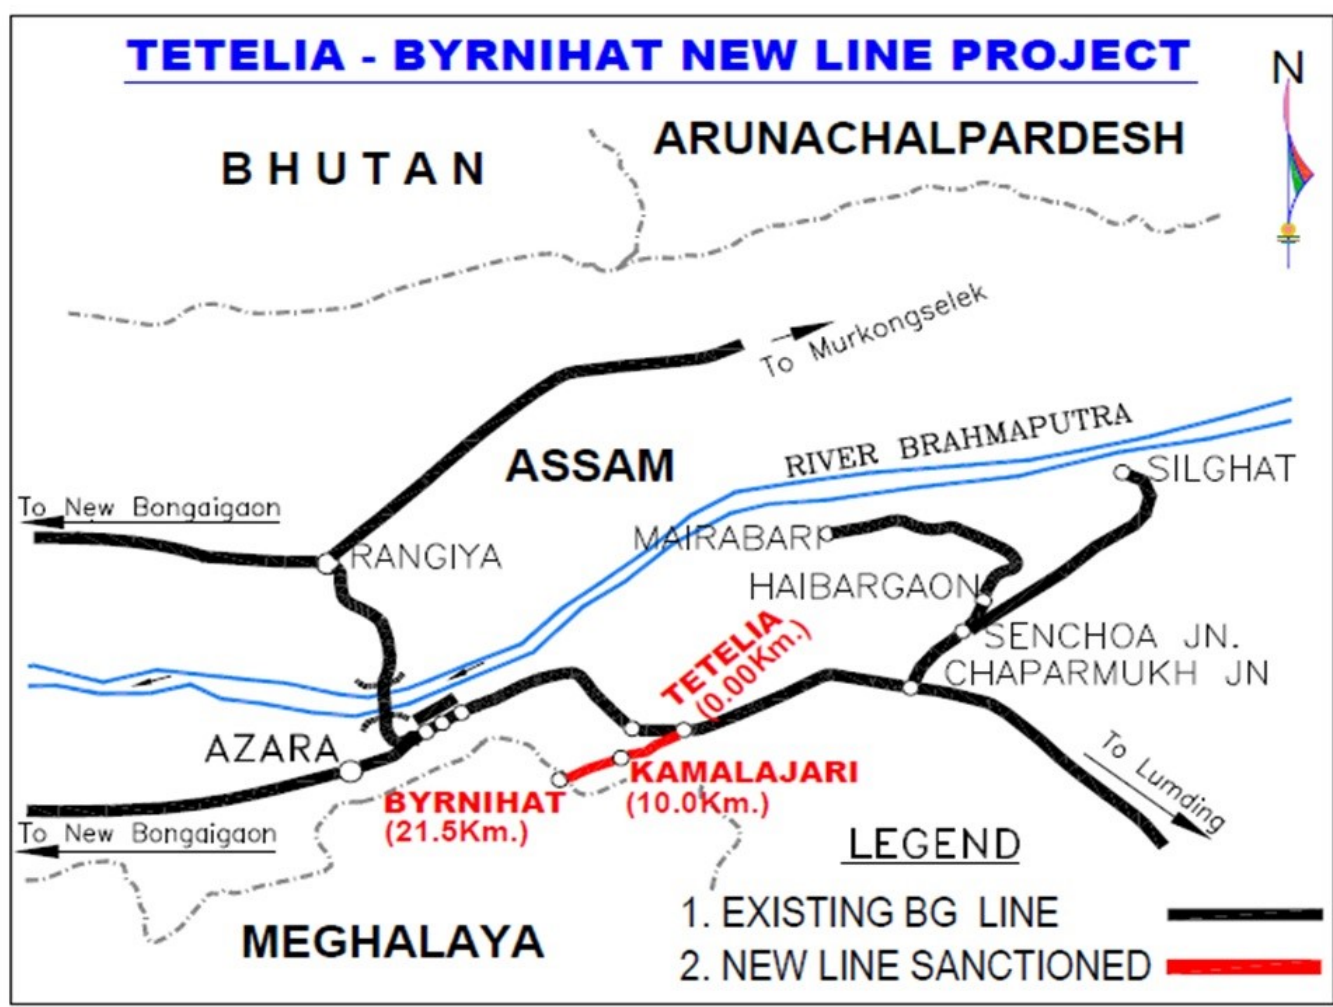 TETELIA - BYRNIHAT NEW LINE PROJECT
N
BHUTAN
ARUNACHALPARDESH
To Murkongselek
RIVER BRAHMAPUTRA
ASSAM
SILGHAT
To New Bongaigaon
MAIRABARI
RANGIYA
HAIBARGAON
TETELIA
(0.00Km.)
SENCHOA JN.
CHAPARMUKH JN
AZARA
KAMALAJARI
(10.0Km.)
BYRNIHAT
(21.5Km.)
To Lumding
To New Bongaigaon
LEGEND
MEGHALAYA
1. EXISTING BG LINE
2. NEW LINE SANCTIONED